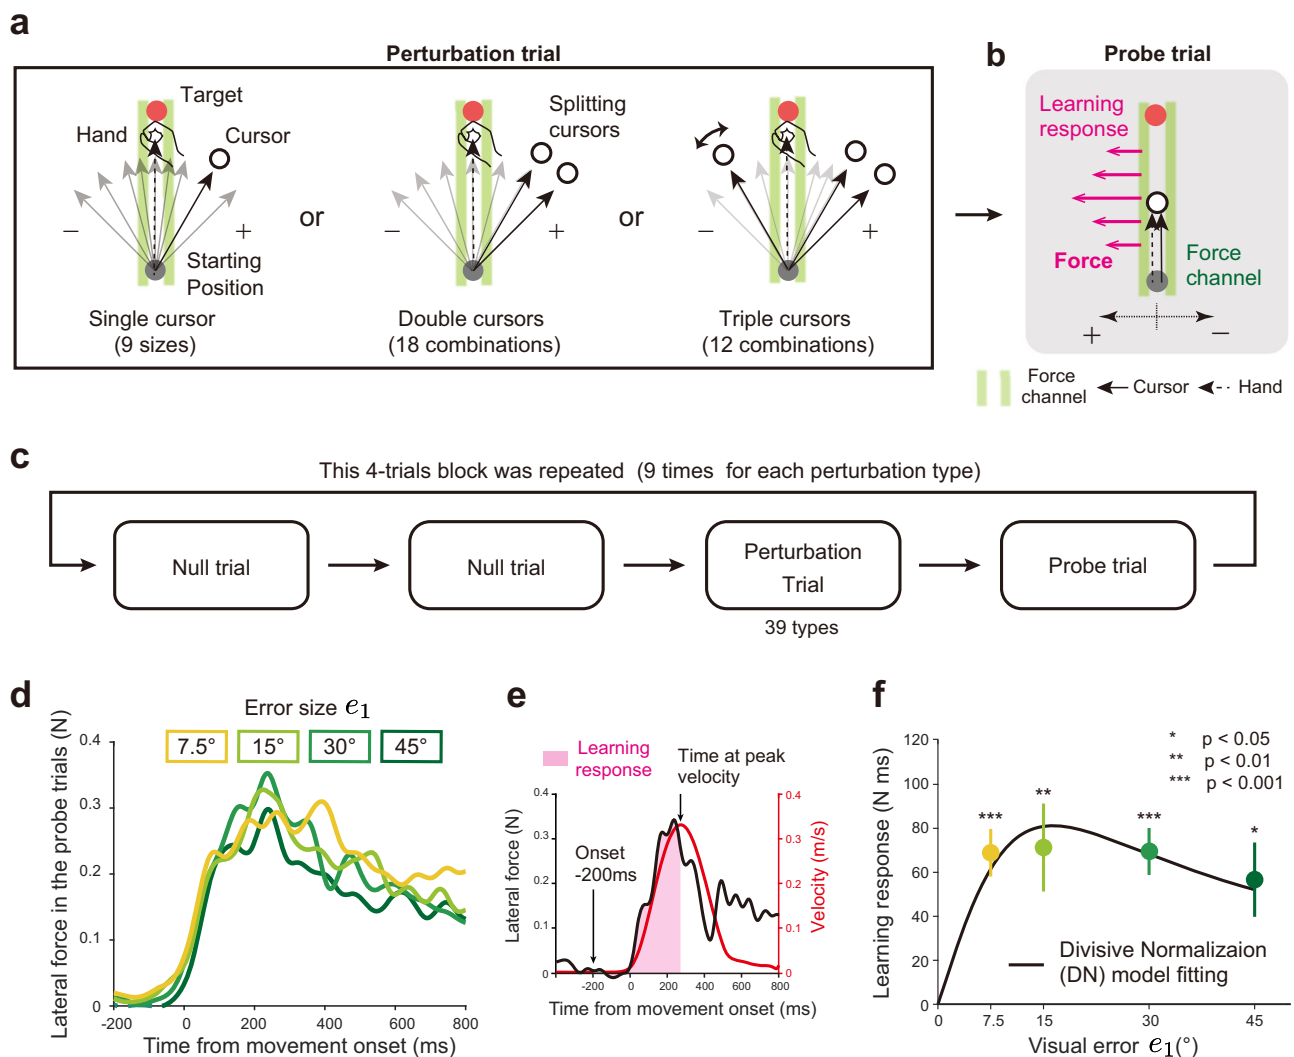 a
Perturbation trial
Target
Hand
Cursor
Starting
Position
Single cursor
(9 sizes)
− +
or
Splitting
cursors
Double cursors
(18 combinations)
− +
or
Triple cursors
(12 combinations)
− +
b
Probe trial
Learning
response
Force
Force
channel
+ −
Force
channel
Cursor
Hand
c
This 4-trials block was repeated (9 times for each perturbation type)
Null trial
Null trial
Perturbation
Trial
39 types
Probe trial
d
Error size e1
7.5° 15° 30° 45°
Lateral force in the probe trials (N)
0.4
0.3
0.2
0.1
0
-200 0 200 400 600 800
Time from movement onset (ms)
e
Learning
response
Time at peak
velocity
Onset
-200ms
Lateral force (N)
0.4
0.3
0.2
0.1
0
Velocity (m/s)
0.4
0.3
0.2
0.1
0
-200 0 200 400 600 800
Time from movement onset (ms)
f
* p < 0.05
** p < 0.01
*** p < 0.001
Learning response (N ms)
120
100
80
60
40
20
0
*** ** *** *
Divisive Normalizaion
(DN) model fitting
0 7.5 15 30 45
Visual error e1(°)